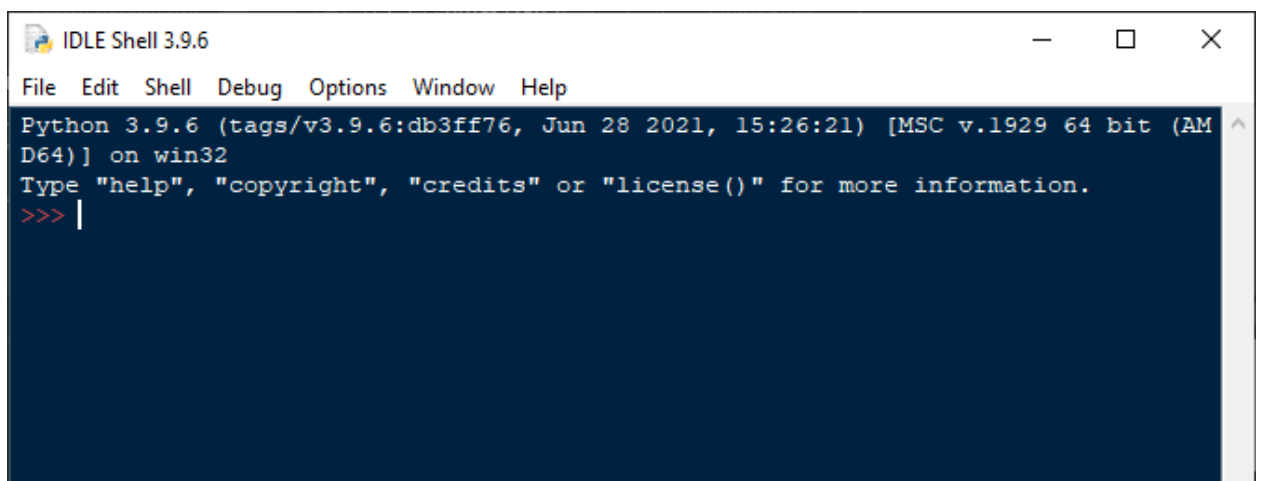 IDLE Shell 3.9.6
File Edit Shell Debug Options Window Help
Python 3.9.6 (tags/v3.9.6:db3ff76, Jun 28 2021, 15:26:21) [MSC v.1929 64 bit (AM
D64)] on win32
Type "help", "copyright", "credits" or "license()" for more information.
>>>